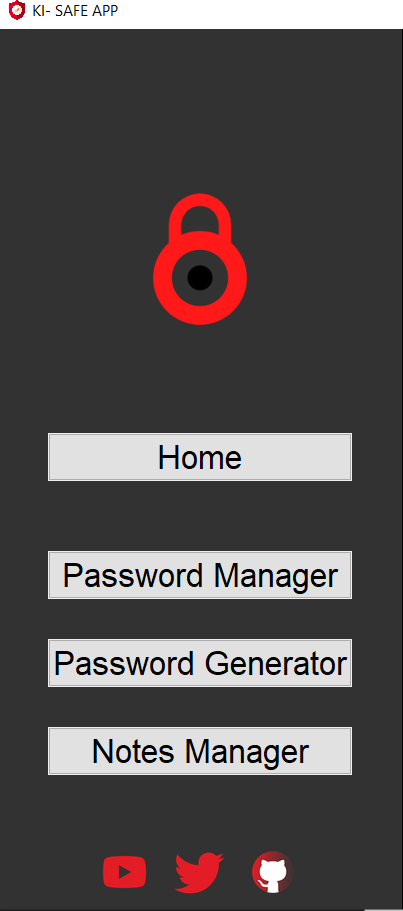 KI- SAFE APP
Home
Password Manager
Password Generator
Notes Manager